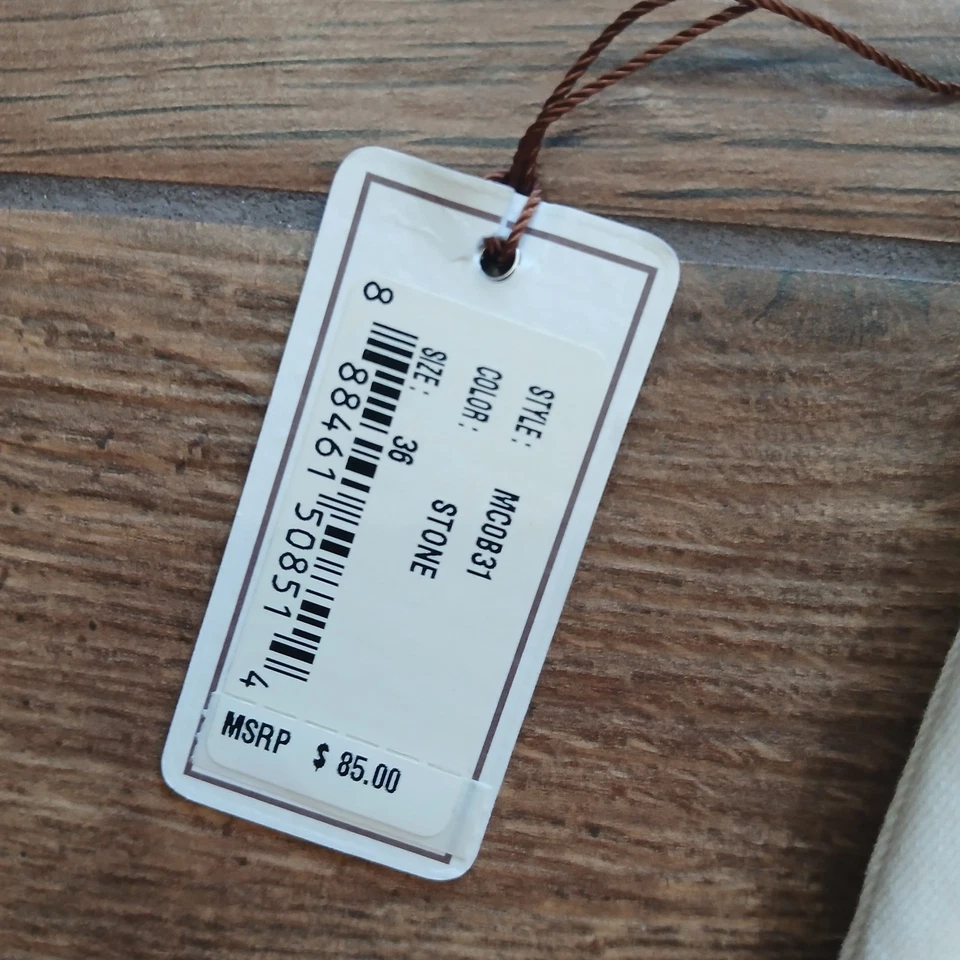 STYLE: MC0B31
COLOR: STONE
SIZE: 36
8 88461 50851 4
MSRP $ 85.00